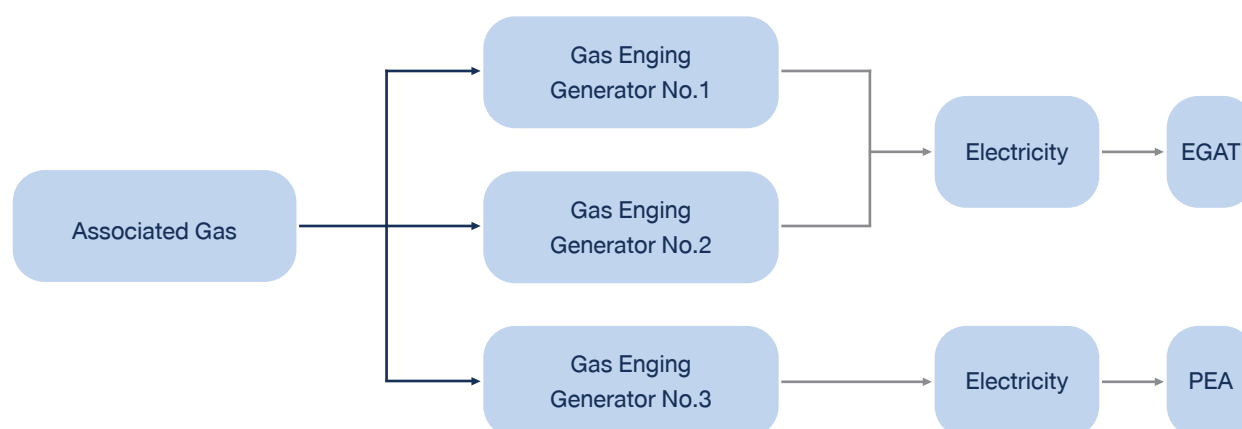 Gas Enging
Generator No.1
Electricity
EGAT
Gas Enging
Generator No.2
Associated Gas
Gas Enging
Generator No.3
Electricity
PEA